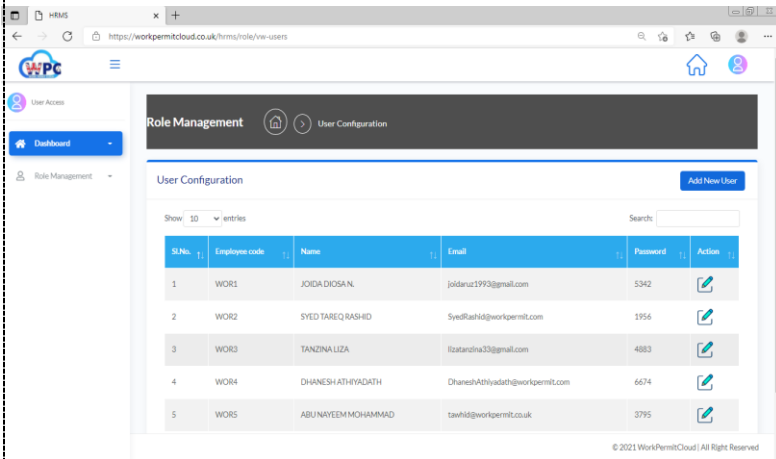 HRMS
https://workpermitcloud.co.uk/hrms/role/vw-users
WPC
User Access
Role Management User Configuration
Dashboard
Role Management
User Configuration Add New User
Show 10 entries Search:
Sl.No. Employee code Name Email Password Action
1 WOR1 JOIDA DIOSA N. joidaruz1993@gmail.com 5342
2 WOR2 SYED TAREQ RASHID SyedRashid@workpermit.com 1956
3 WOR3 TANZINA LIZA lizatanzina33@gmail.com 4883
4 WOR4 DHANESH ATHIYADATH DhaneshAthiyadath@workpermit.com 6674
5 WOR5 ABU NAYEEM MOHAMMAD tawhid@workpermit.co.uk 3795
© 2021 WorkPermitCloud | All Right Reserved